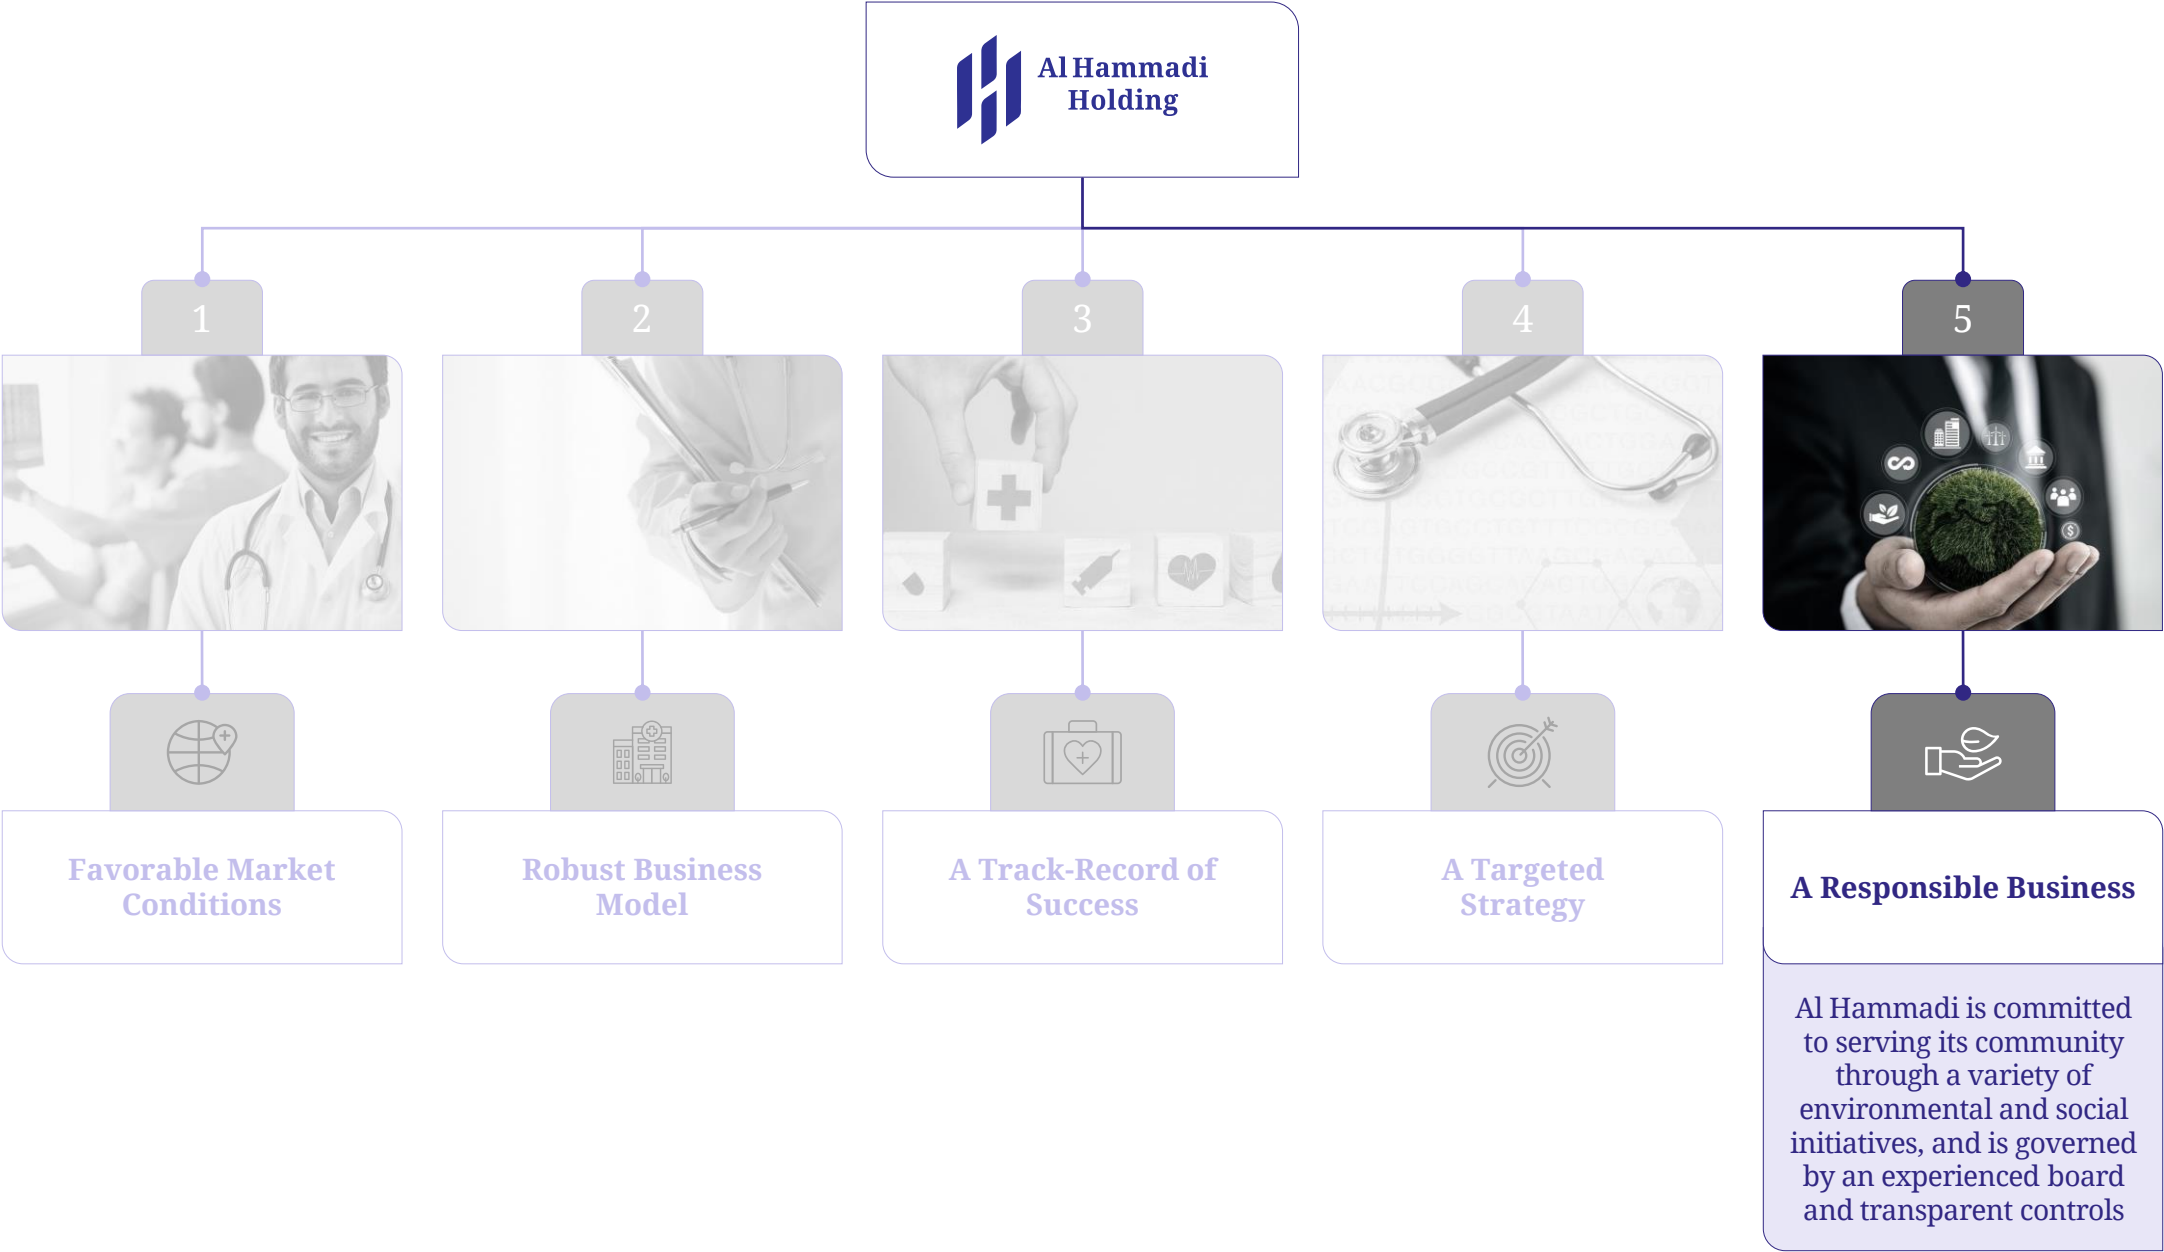 Al Hammadi
Holding
1
2
3
4
5
$
Favorable Market
Conditions
Robust Business
Model
A Track-Record of
Success
A Targeted
Strategy
A Responsible Business
Al Hammadi is committed
to serving its community
through a variety of
environmental and social
initiatives, and is governed
by an experienced board
and transparent controls